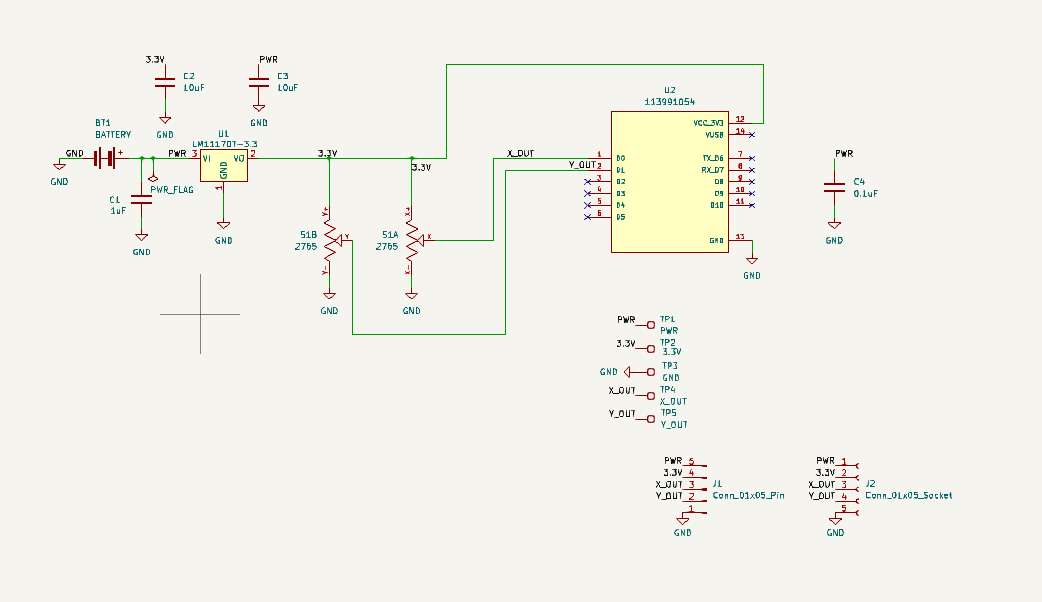 3.3V
C2
10uF
GND
PWR
C3
10uF
GND
BT1
BATTERY
+
GND
GND
C1
1uF
GND
PWR_FLAG
PWR
U1
LM1117DT-3.3
3 VI VO 2
GND
1
GND
3.3V
3.3V
Y+
S1B
2765
Y
Y-
GND
X+
S1A
2765
X
X-
GND
X_OUT
Y_OUT
U2
113991054
1 D0
2 D1
3 D2
4 D3
5 D4
6 D5
VCC_3V3 12
VUSB 14
TX_D6 7
RX_D7 8
D8 9
D9 10
D10 11
GND 13
GND
PWR
C4
0.1uF
GND
PWR TP1
PWR
3.3V TP2
3.3V
GND TP3
GND
X_OUT TP4
X_OUT
Y_OUT TP5
Y_OUT
PWR 5
3.3V 4
X_OUT 3
Y_OUT 2
1
GND
J1
Conn_01x05_Pin
PWR 1
3.3V 2
X_OUT 3
Y_OUT 4
5
GND
J2
Conn_01x05_Socket